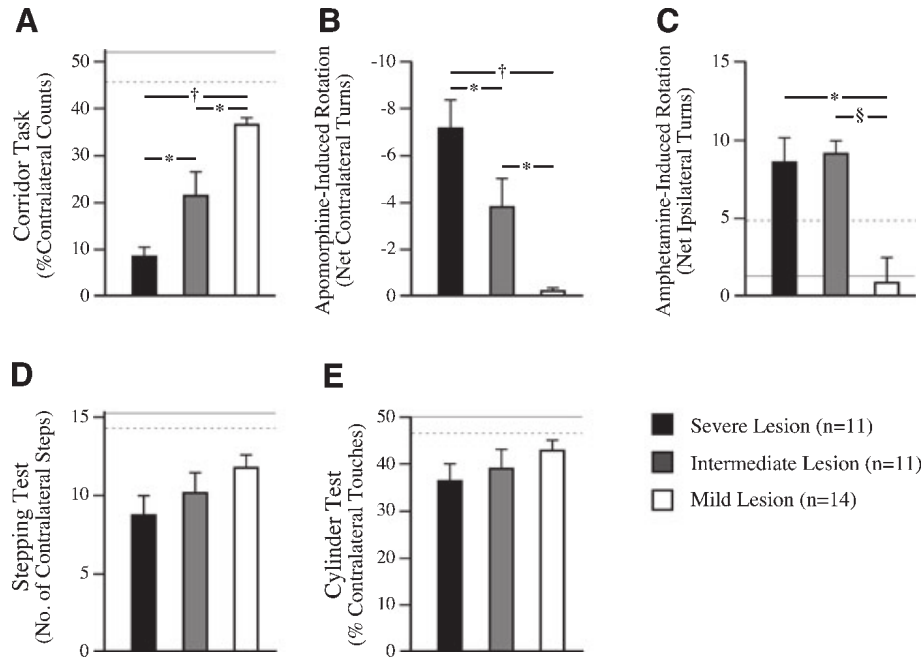 A
Corridor Task
(%Contralateral Counts)
50
40
30
20
10
0
†
*
*
B
Apomorphine-Induced Rotation
(Net Contralateral Turns)
-10
-8
-6
-4
-2
0
†
*
*
C
Amphetamine-Induced Rotation
(Net Ipsilateral Turns)
15
10
5
0
*
§
D
Stepping Test
(No. of Contralateral Steps)
15
10
5
0
E
Cylinder Test
(% Contralateral Touches)
50
40
30
20
10
0
Severe Lesion (n=11)
Intermediate Lesion (n=11)
Mild Lesion (n=14)